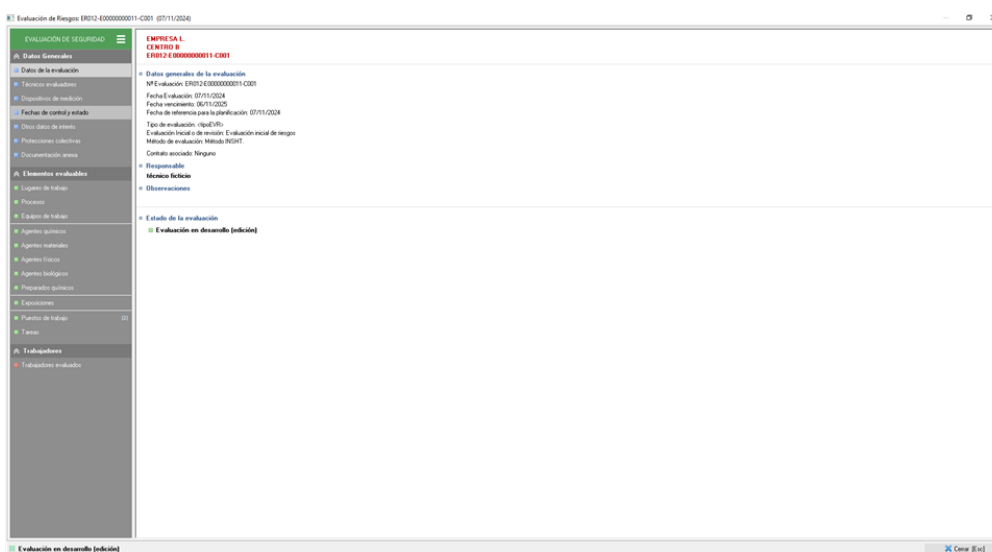 Evaluación de Riesgos: ER012-E00000000011-C001 (07/11/2024)
EVALUACIÓN DE SEGURIDAD
Datos Generales
Datos de la evaluación
Técnicos evaluadores
Dispositivos de medición
Fechas de control y estado
Otros datos de interés
Protecciones colectivas
Documentación anexa
Elementos evaluables
Lugares de trabajo
Procesos
Equipos de trabajo
Agentes químicos
Agentes materiales
Agentes físicos
Agentes biológicos
Preparados químicos
Exposiciones
Puestos de trabajo (2)
Tareas
Trabajadores
Trabajadores evaluados
EMPRESA L.
CENTRO B
ER012-E00000000011-C001
Datos generales de la evaluación
Nº Evaluación: ER012-E00000000011-C001
Fecha Evaluación: 07/11/2024
Fecha vencimiento: 06/11/2025
Fecha de referencia para la planificación: 07/11/2024
Tipo de evaluación: <tipoEVR>
Evaluación Inicial o de revisión: Evaluación inicial de riesgos
Método de evaluación: Método INSHT.
Contrato asociado: Ninguno
Responsable
técnico ficticio
Observaciones
Estado de la evaluación
Evaluación en desarrollo (edición)
Evaluación en desarrollo (edición)
Cerrar [Esc]